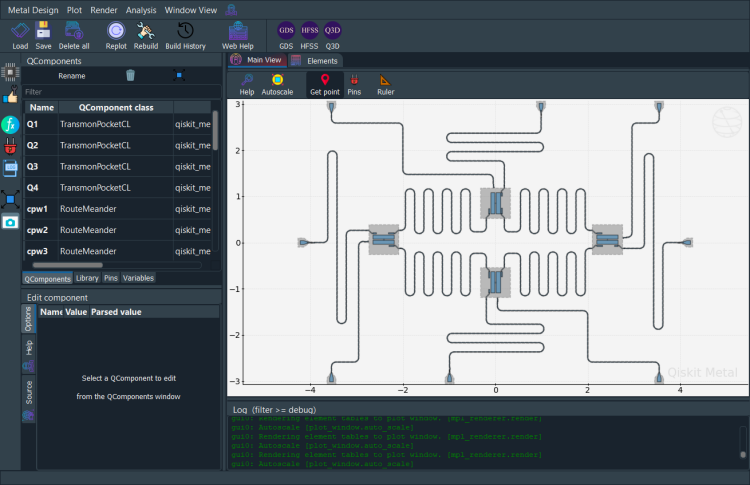 Metal Design Plot Render Analysis Window View
GDS HFSS Q3D
Load Save Delete all Replot Rebuild Build History Web Help GDS HFSS Q3D
QComponents
Rename
Filter
Name QComponent class
Q1 TransmonPocketCL qiskit_me
Q2 TransmonPocketCL qiskit_me
Q3 TransmonPocketCL qiskit_me
Q4 TransmonPocketCL qiskit_me
cpw1 RouteMeander qiskit_me
cpw2 RouteMeander qiskit_me
cpw3 RouteMeander qiskit_me
QComponents Library Pins Variables
Edit component
Options
Help
Source
Name Value Parsed value
Select a QComponent to edit
from the QComponents window
Main View Elements
Help Autoscale Get point Pins Ruler
3
2
1
0
−1
−2
−3
−4 −2 0 2 4
Qiskit Metal
Log (filter >= debug)
gui0: Rendering element tables to plot window. [mpl_renderer.render]
gui0: Autoscale [plot_window.auto_scale]
gui0: Rendering element tables to plot window. [mpl_renderer.render]
gui0: Autoscale [plot_window.auto_scale]
gui0: Rendering element tables to plot window. [mpl_renderer.render]
gui0: Autoscale [plot_window.auto_scale]